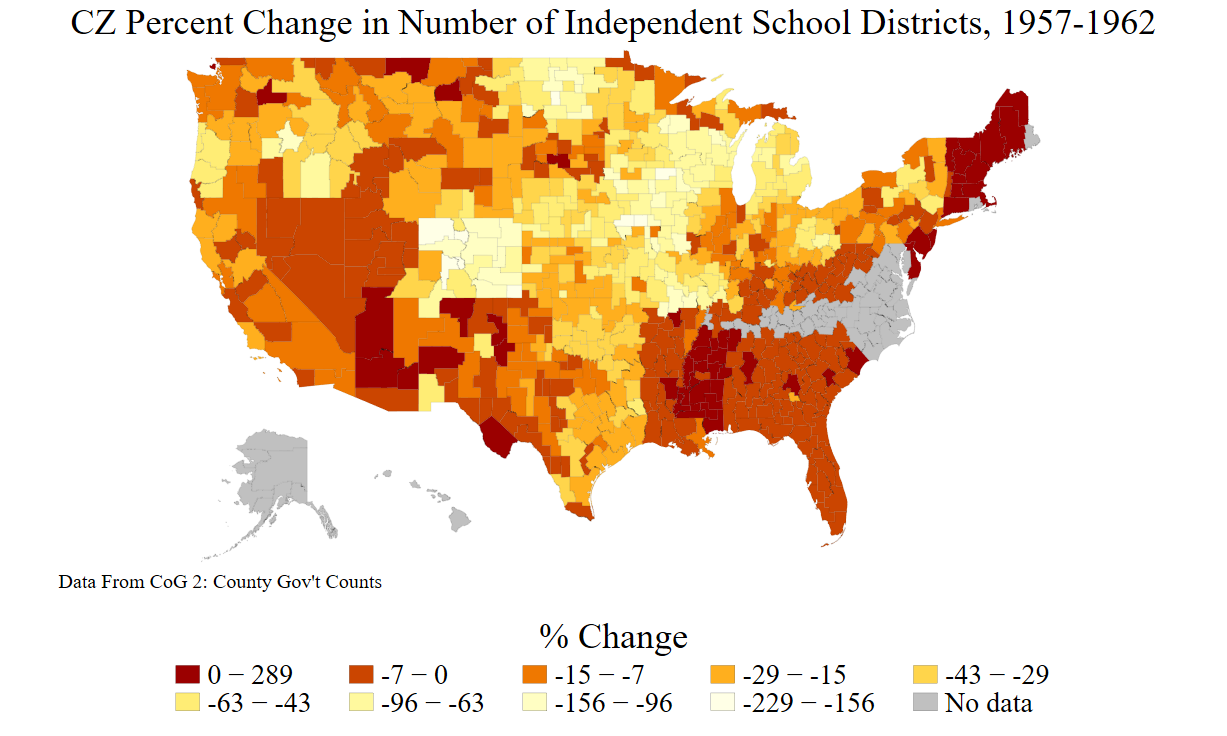 CZ Percent Change in Number of Independent School Districts, 1957-1962
Data From CoG 2: County Gov't Counts
% Change
0 − 289 -7 − 0 -15 − -7 -29 − -15 -43 − -29
-63 − -43 -96 − -63 -156 − -96 -229 − -156 No data